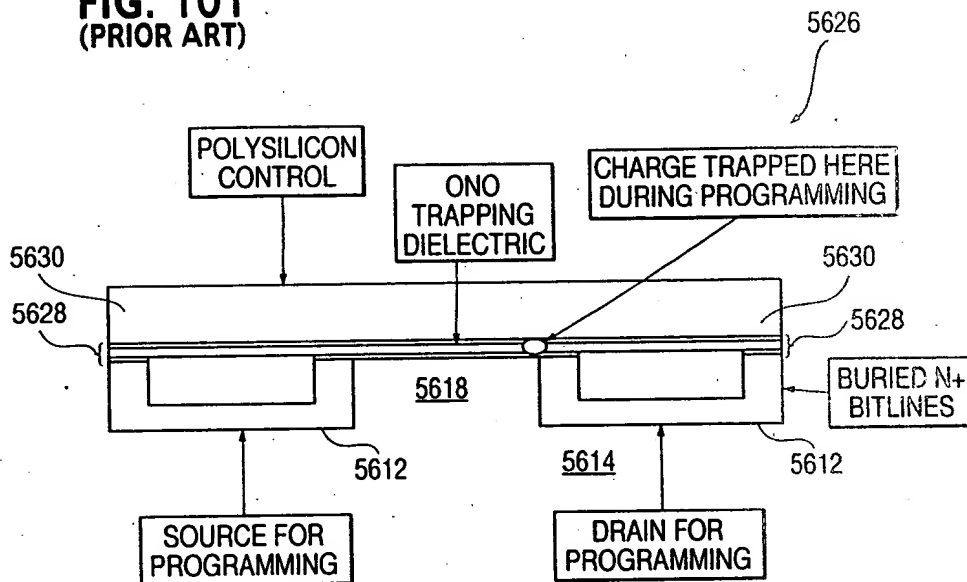 FIG. 101
(PRIOR ART)
5626
POLYSILICON
CONTROL
ONO
TRAPPING
DIELECTRIC
CHARGE TRAPPED HERE
DURING PROGRAMMING
5630
5630
5628
5628
5618
BURIED N+
BITLINES
5612
5614
5612
SOURCE FOR
PROGRAMMING
DRAIN FOR
PROGRAMMING